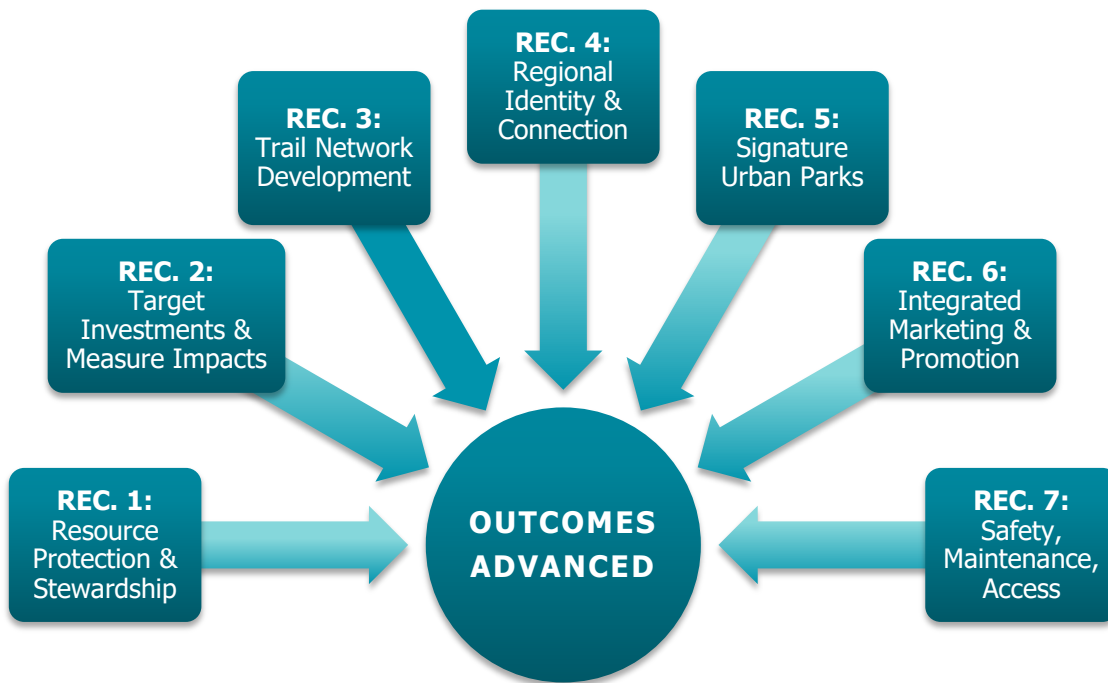 REC. 1:
Resource
Protection &
Stewardship
REC. 2:
Target
Investments &
Measure Impacts
REC. 3:
Trail Network
Development
REC. 4:
Regional
Identity &
Connection
REC. 5:
Signature
Urban Parks
REC. 6:
Integrated
Marketing &
Promotion
REC. 7:
Safety,
Maintenance,
Access
OUTCOMES
ADVANCED